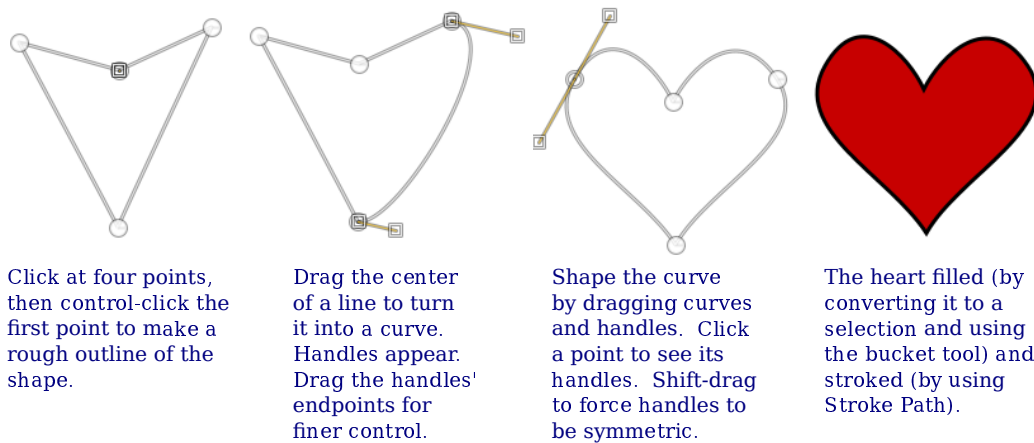 Click at four points,
then control-click the
first point to make a
rough outline of the
shape.
Drag the center
of a line to turn
it into a curve.
Handles appear.
Drag the handles'
endpoints for
finer control.
Shape the curve
by dragging curves
and handles.  Click
a point to see its
handles.  Shift-drag
to force handles to
be symmetric.
The heart filled (by
converting it to a
selection and using
the bucket tool) and
stroked (by using
Stroke Path).